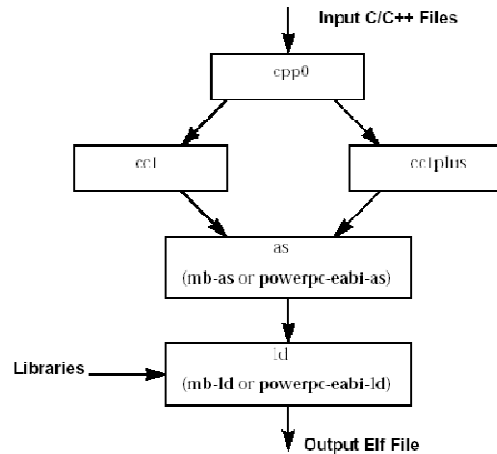 Input C/C++ Files
cpp0
cc1
cc1plus
as
(mb-as or powerpc-eabi-as)
ld
Libraries
(mb-ld or powerpc-eabi-ld)
Output Elf File